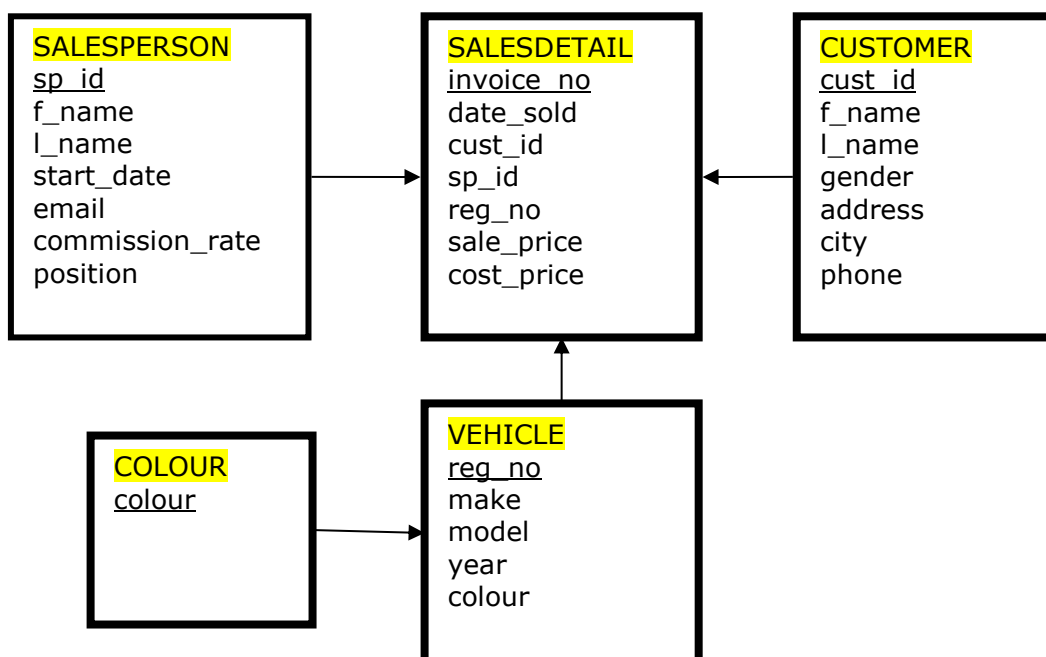 SALESPERSON
sp_id
f_name
l_name
start_date
email
commission_rate
position
SALESDETAIL
invoice_no
date_sold
cust_id
sp_id
reg_no
sale_price
cost_price
CUSTOMER
cust_id
f_name
l_name
gender
address
city
phone
COLOUR
colour
VEHICLE
reg_no
make
model
year
colour